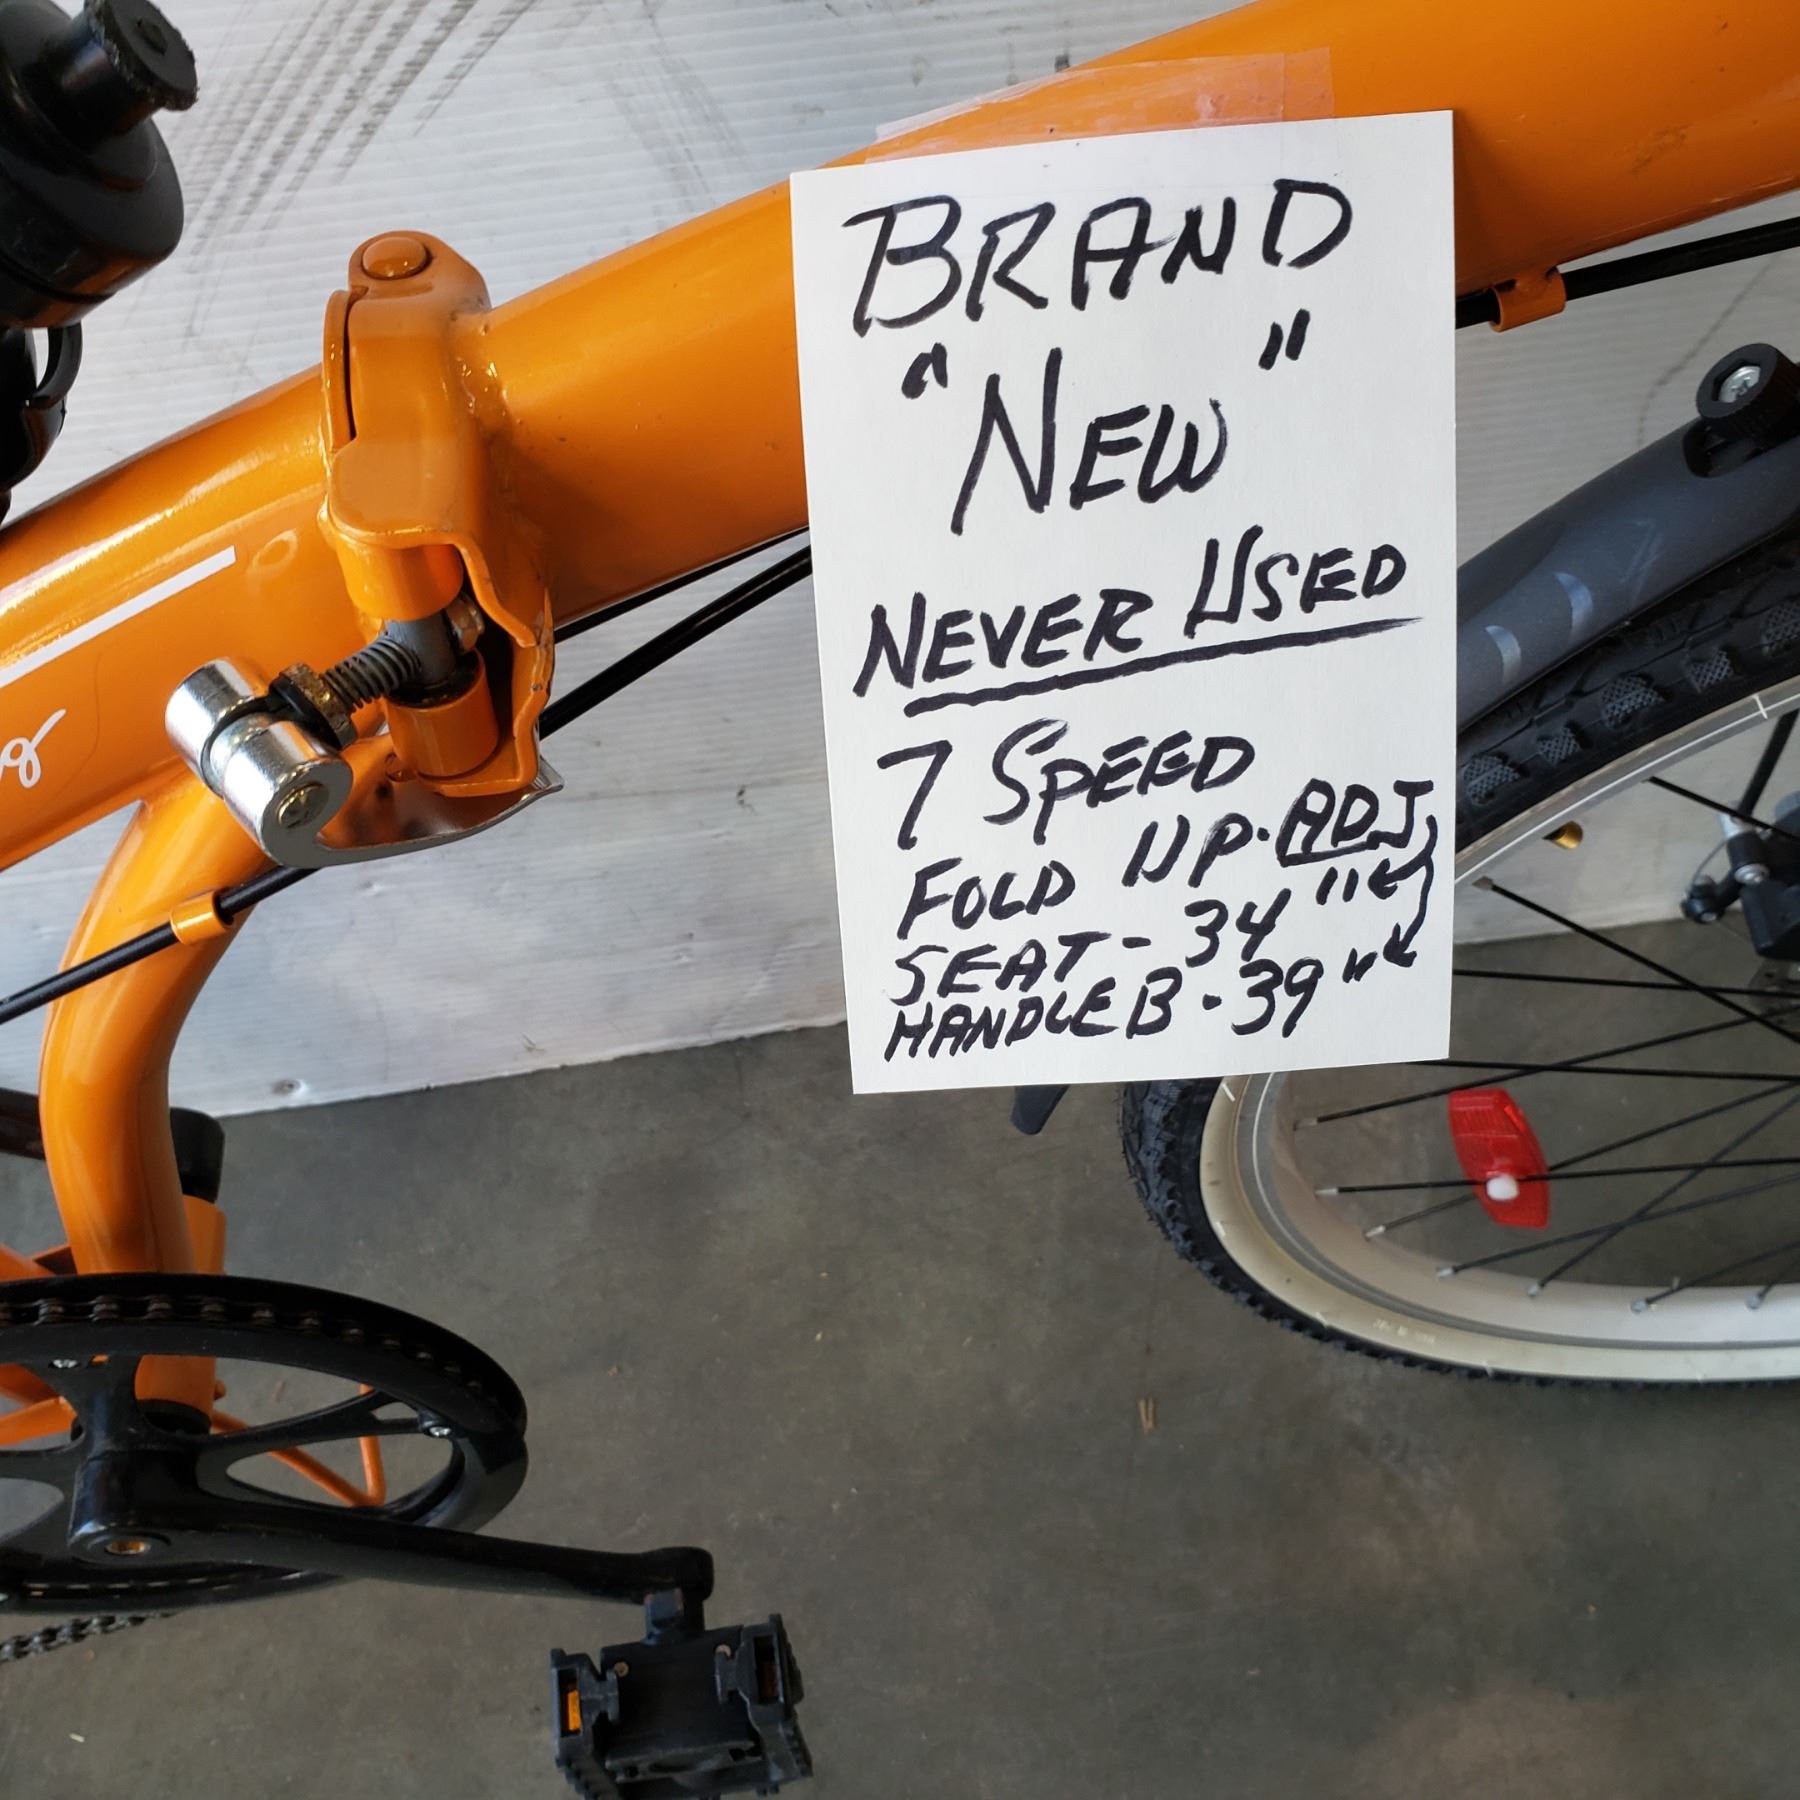 BRAND
"NEW"
NEVER USED
7 SPEED
FOLD UP. ADJ
SEAT - 34"
HANDLE B - 39"